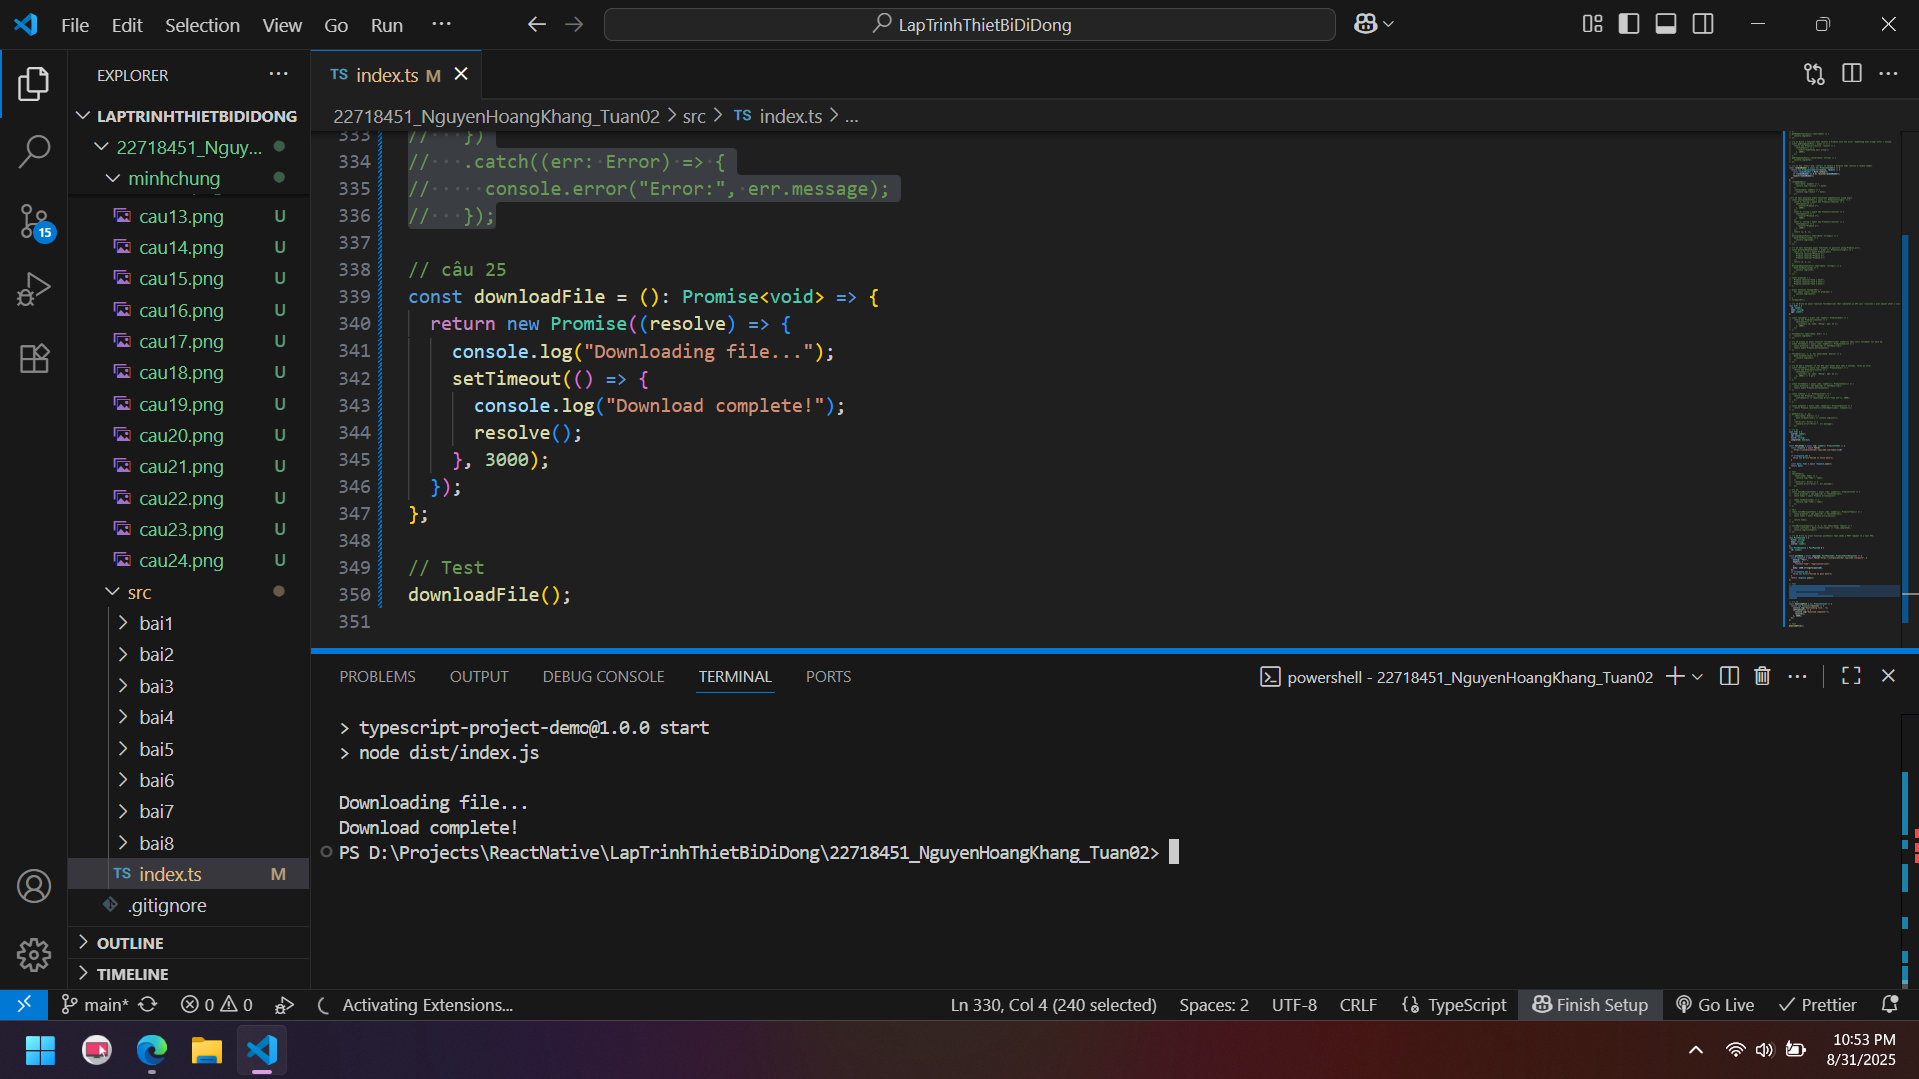 File Edit Selection View Go Run ···
LapTrinhThietBiDiDong
EXPLORER ···
LAPTRINHTHIETBIDIDONG
22718451_Nguy...
minhchung
cau13.png U
cau14.png U
cau15.png U
cau16.png U
cau17.png U
cau18.png U
cau19.png U
cau20.png U
cau21.png U
cau22.png U
cau23.png U
cau24.png U
src
bai1
bai2
bai3
bai4
bai5
bai6
bai7
bai8
TS index.ts M
.gitignore
OUTLINE
TIMELINE
15
TS index.ts M
22718451_NguyenHoangKhang_Tuan02 > src > TS index.ts > ...
333 //   })
334 //   .catch((err: Error) => {
335 //     console.error("Error:", err.message);
336 //   });
337
338 // câu 25
339 const downloadFile = (): Promise<void> => {
340   return new Promise((resolve) => {
341     console.log("Downloading file...");
342     setTimeout(() => {
343       console.log("Download complete!");
344       resolve();
345     }, 3000);
346   });
347 };
348
349 // Test
350 downloadFile();
351
PROBLEMS OUTPUT DEBUG CONSOLE TERMINAL PORTS
powershell - 22718451_NguyenHoangKhang_Tuan02
> typescript-project-demo@1.0.0 start
> node dist/index.js
Downloading file...
Download complete!
PS D:\Projects\ReactNative\LapTrinhThietBiDiDong\22718451_NguyenHoangKhang_Tuan02>
main* 0 0 Activating Extensions...
Ln 330, Col 4 (240 selected) Spaces: 2 UTF-8 CRLF TypeScript Finish Setup Go Live Prettier
10:53 PM
8/31/2025